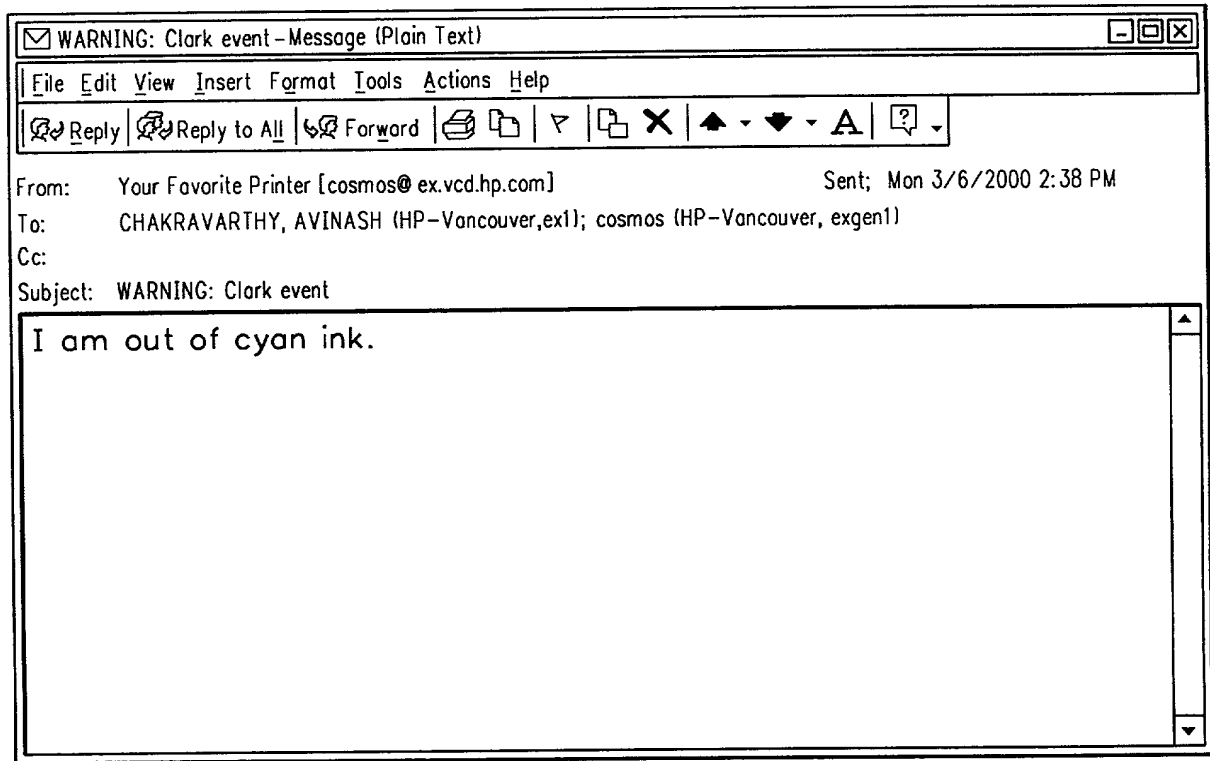 WARNING: Clark event-Message (Plain Text)
File Edit View Insert Format Tools Actions Help
Reply Reply to All Forward A ?
From: Your Favorite Printer [cosmos@ ex.vcd.hp.com] Sent; Mon 3/6/2000 2:38 PM
To: CHAKRAVARTHY, AVINASH (HP-Vancouver,ex1); cosmos (HP-Vancouver, exgen1)
Cc:
Subject: WARNING: Clark event
I am out of cyan ink.